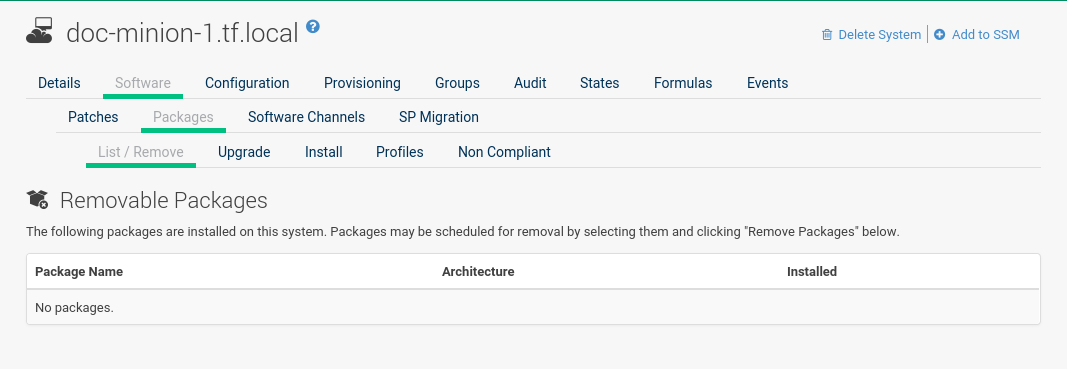 doc-minion-1.tf.local ?
Delete System | Add to SSM
Details Software Configuration Provisioning Groups Audit States Formulas Events
Patches Packages Software Channels SP Migration
List / Remove Upgrade Install Profiles Non Compliant
Removable Packages
The following packages are installed on this system. Packages may be scheduled for removal by selecting them and clicking "Remove Packages" below.
Package Name Architecture Installed
No packages.